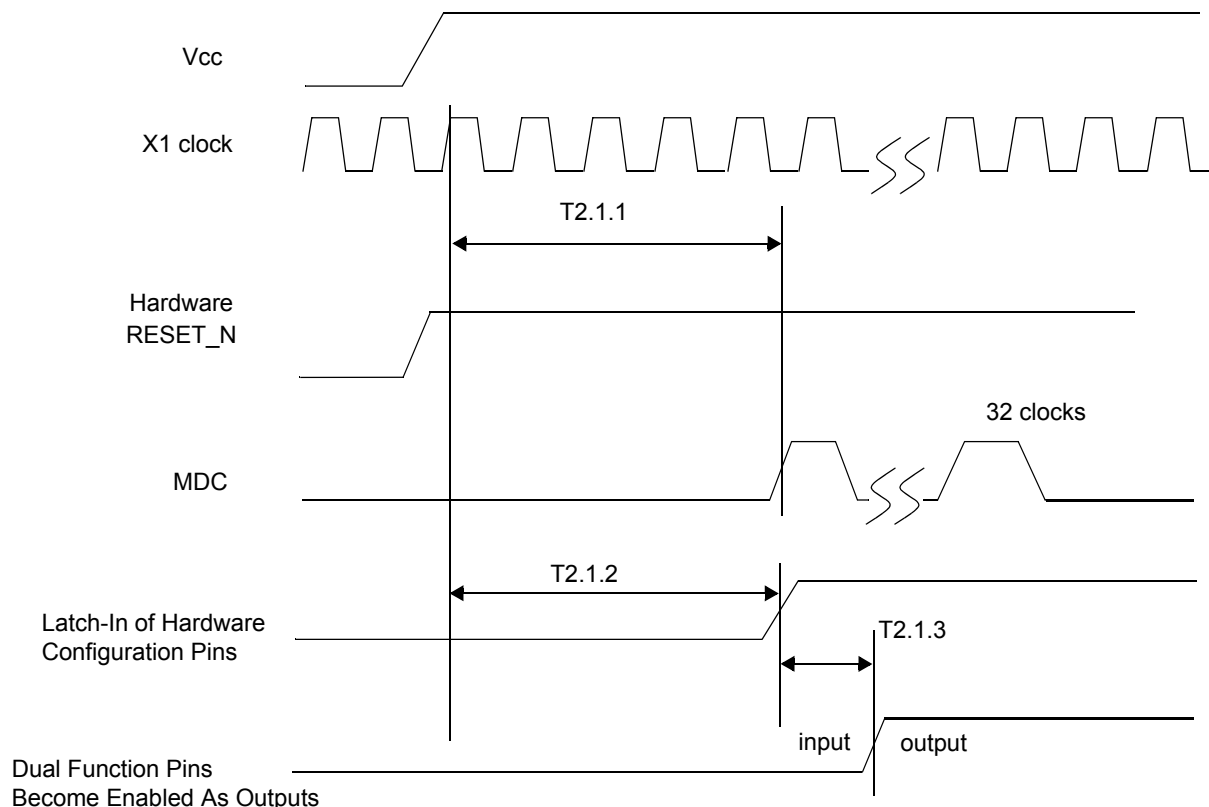 Vcc
X1 clock
T2.1.1
Hardware
RESET_N
32 clocks
MDC
T2.1.2
Latch-In of Hardware
Configuration Pins
T2.1.3
input
output
Dual Function Pins
Become Enabled As Outputs